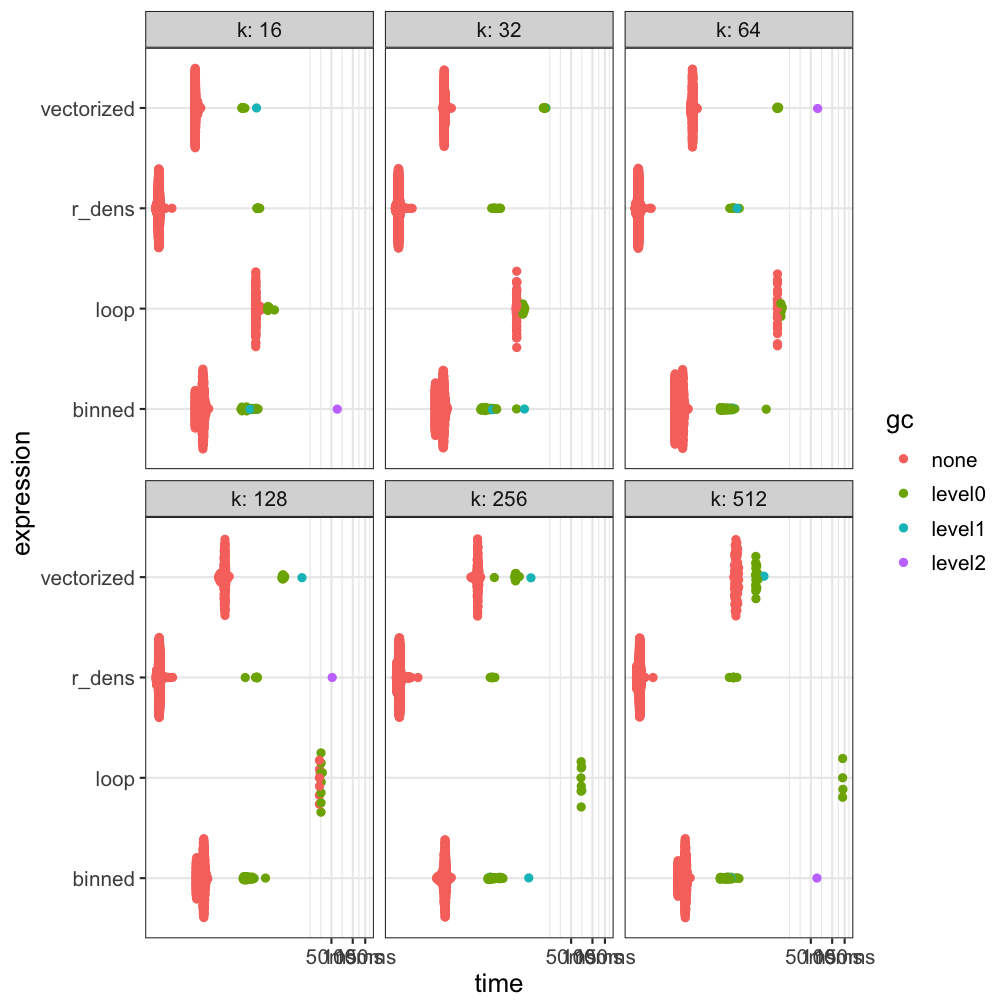 k: 16
k: 32
k: 64
vectorized
r_dens
loop
binned
k: 128
k: 256
k: 512
vectorized
r_dens
loop
binned
expression
time
gc
none
level0
level1
level2